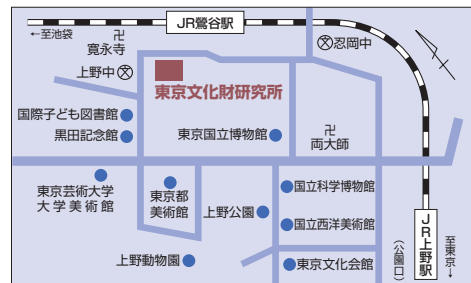 JR鶯谷駅
←至池袋
卍
寛永寺
上野中
文
文
忍岡中
東京文化財研究所
国際子ども図書館
黒田記念館
東京国立博物館
卍
両大師
東京芸術大学
大学美術館
東京都
美術館
上野公園
国立科学博物館
国立西洋美術館
上野動物園
東京文化会館
JR上野駅
(公園口)
至東京→